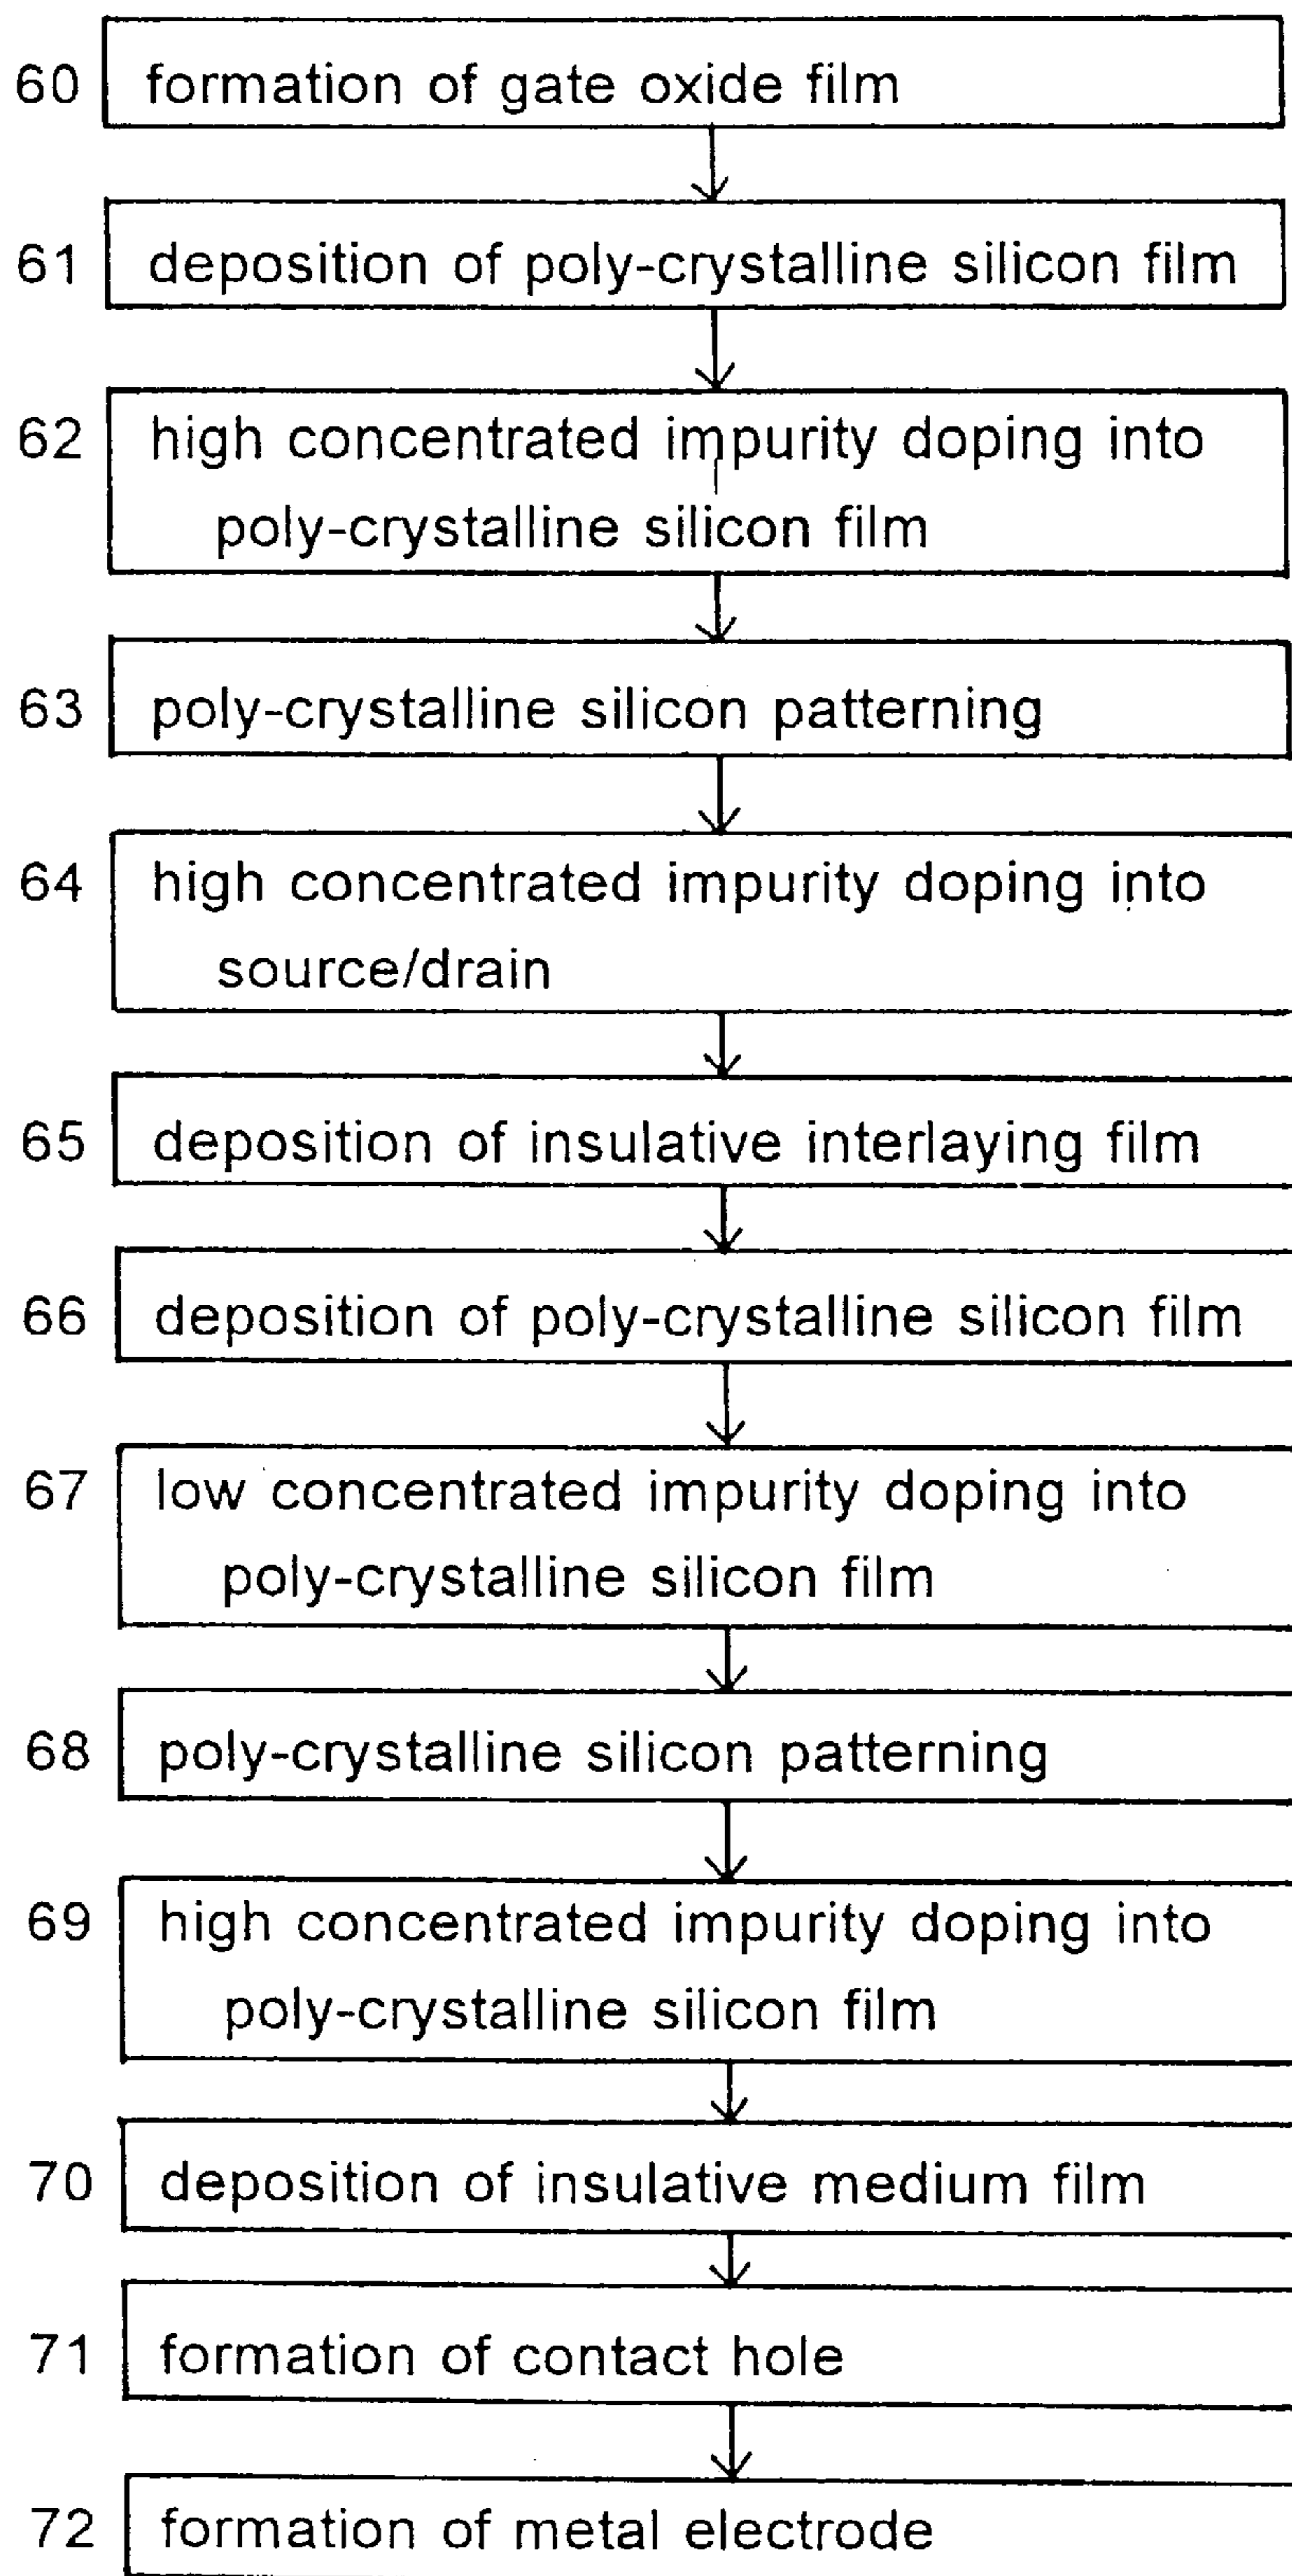 60 formation of gate oxide film
61 deposition of poly-crystalline silicon film
62 high concentrated impurity doping into
poly-crystalline silicon film
63 poly-crystalline silicon patterning
64 high concentrated impurity doping into
source/drain
65 deposition of insulative interlaying film
66 deposition of poly-crystalline silicon film
67 low concentrated impurity doping into
poly-crystalline silicon film
68 poly-crystalline silicon patterning
69 high concentrated impurity doping into
poly-crystalline silicon film
70 deposition of insulative medium film
71 formation of contact hole
72 formation of metal electrode